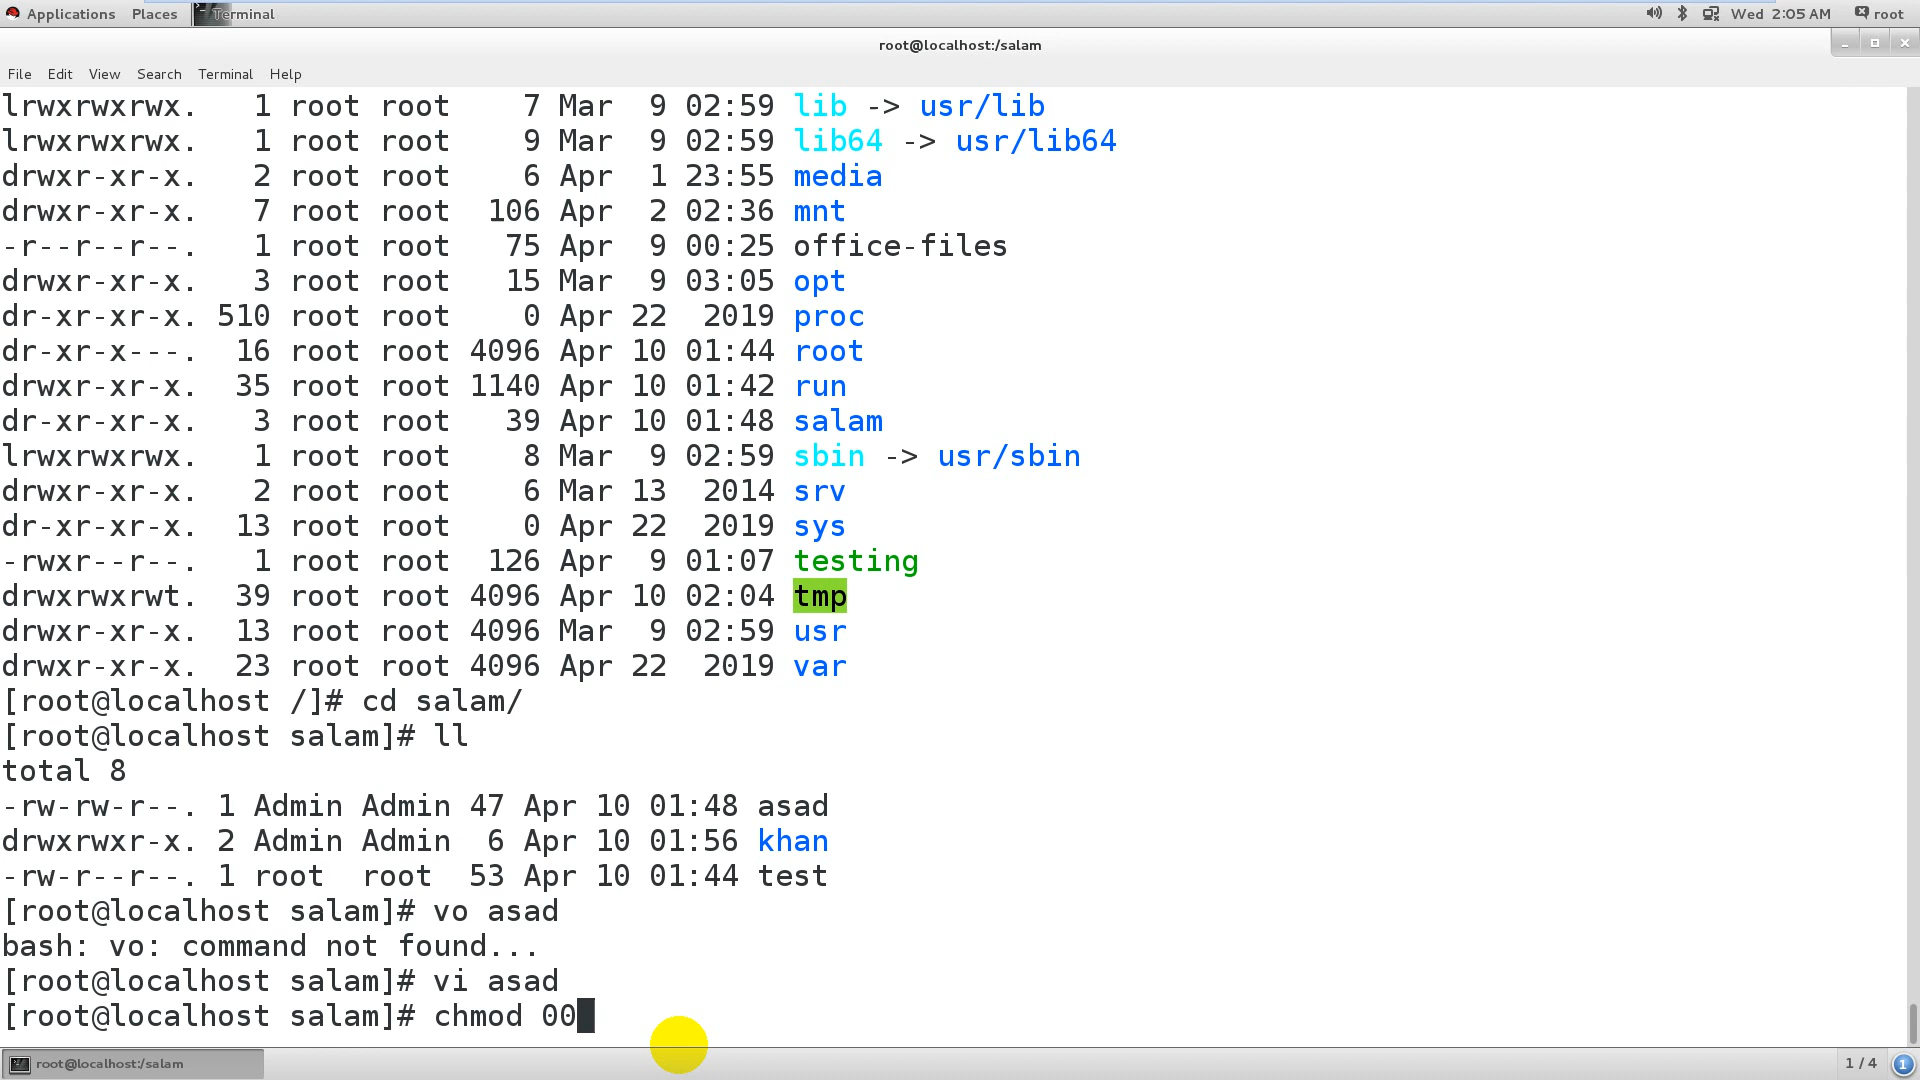 Applications Places Terminal Wed 2:05 AM root
root@localhost:/salam
File Edit View Search Terminal Help
lrwxrwxrwx.   1 root root    7 Mar  9 02:59 lib -> usr/lib
lrwxrwxrwx.   1 root root    9 Mar  9 02:59 lib64 -> usr/lib64
drwxr-xr-x.   2 root root    6 Apr  1 23:55 media
drwxr-xr-x.   7 root root  106 Apr  2 02:36 mnt
-r--r--r--.   1 root root   75 Apr  9 00:25 office-files
drwxr-xr-x.   3 root root   15 Mar  9 03:05 opt
dr-xr-xr-x. 510 root root    0 Apr 22  2019 proc
dr-xr-x---.  16 root root 4096 Apr 10 01:44 root
drwxr-xr-x.  35 root root 1140 Apr 10 01:42 run
dr-xr-xr-x.   3 root root   39 Apr 10 01:48 salam
lrwxrwxrwx.   1 root root    8 Mar  9 02:59 sbin -> usr/sbin
drwxr-xr-x.   2 root root    6 Mar 13  2014 srv
dr-xr-xr-x.  13 root root    0 Apr 22  2019 sys
-rwxr--r--.   1 root root  126 Apr  9 01:07 testing
drwxrwxrwt.  39 root root 4096 Apr 10 02:04 tmp
drwxr-xr-x.  13 root root 4096 Mar  9 02:59 usr
drwxr-xr-x.  23 root root 4096 Apr 22  2019 var
[root@localhost /]# cd salam/
[root@localhost salam]# ll
total 8
-rw-rw-r--. 1 Admin Admin 47 Apr 10 01:48 asad
drwxrwxr-x. 2 Admin Admin  6 Apr 10 01:56 khan
-rw-r--r--. 1 root  root  53 Apr 10 01:44 test
[root@localhost salam]# vo asad
bash: vo: command not found...
[root@localhost salam]# vi asad
[root@localhost salam]# chmod 00
root@localhost:/salam 1 / 4 1